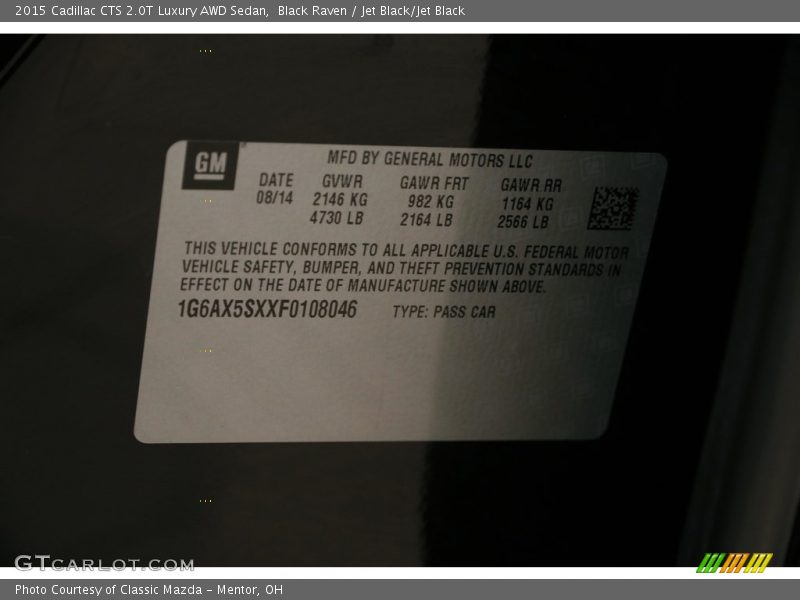 2015 Cadillac CTS 2.0T Luxury AWD Sedan,  Black Raven / Jet Black/Jet Black
GM
MFD BY GENERAL MOTORS LLC
DATE GVWR GAWR FRT GAWR RR
08/14 2146 KG 982 KG 1164 KG
4730 LB 2164 LB 2566 LB
THIS VEHICLE CONFORMS TO ALL APPLICABLE U.S. FEDERAL MOTOR
VEHICLE SAFETY, BUMPER, AND THEFT PREVENTION STANDARDS IN
EFFECT ON THE DATE OF MANUFACTURE SHOWN ABOVE.
1G6AX5SXXF0108046 TYPE: PASS CAR
GTCARLOT.COM
Photo Courtesy of Classic Mazda - Mentor, OH